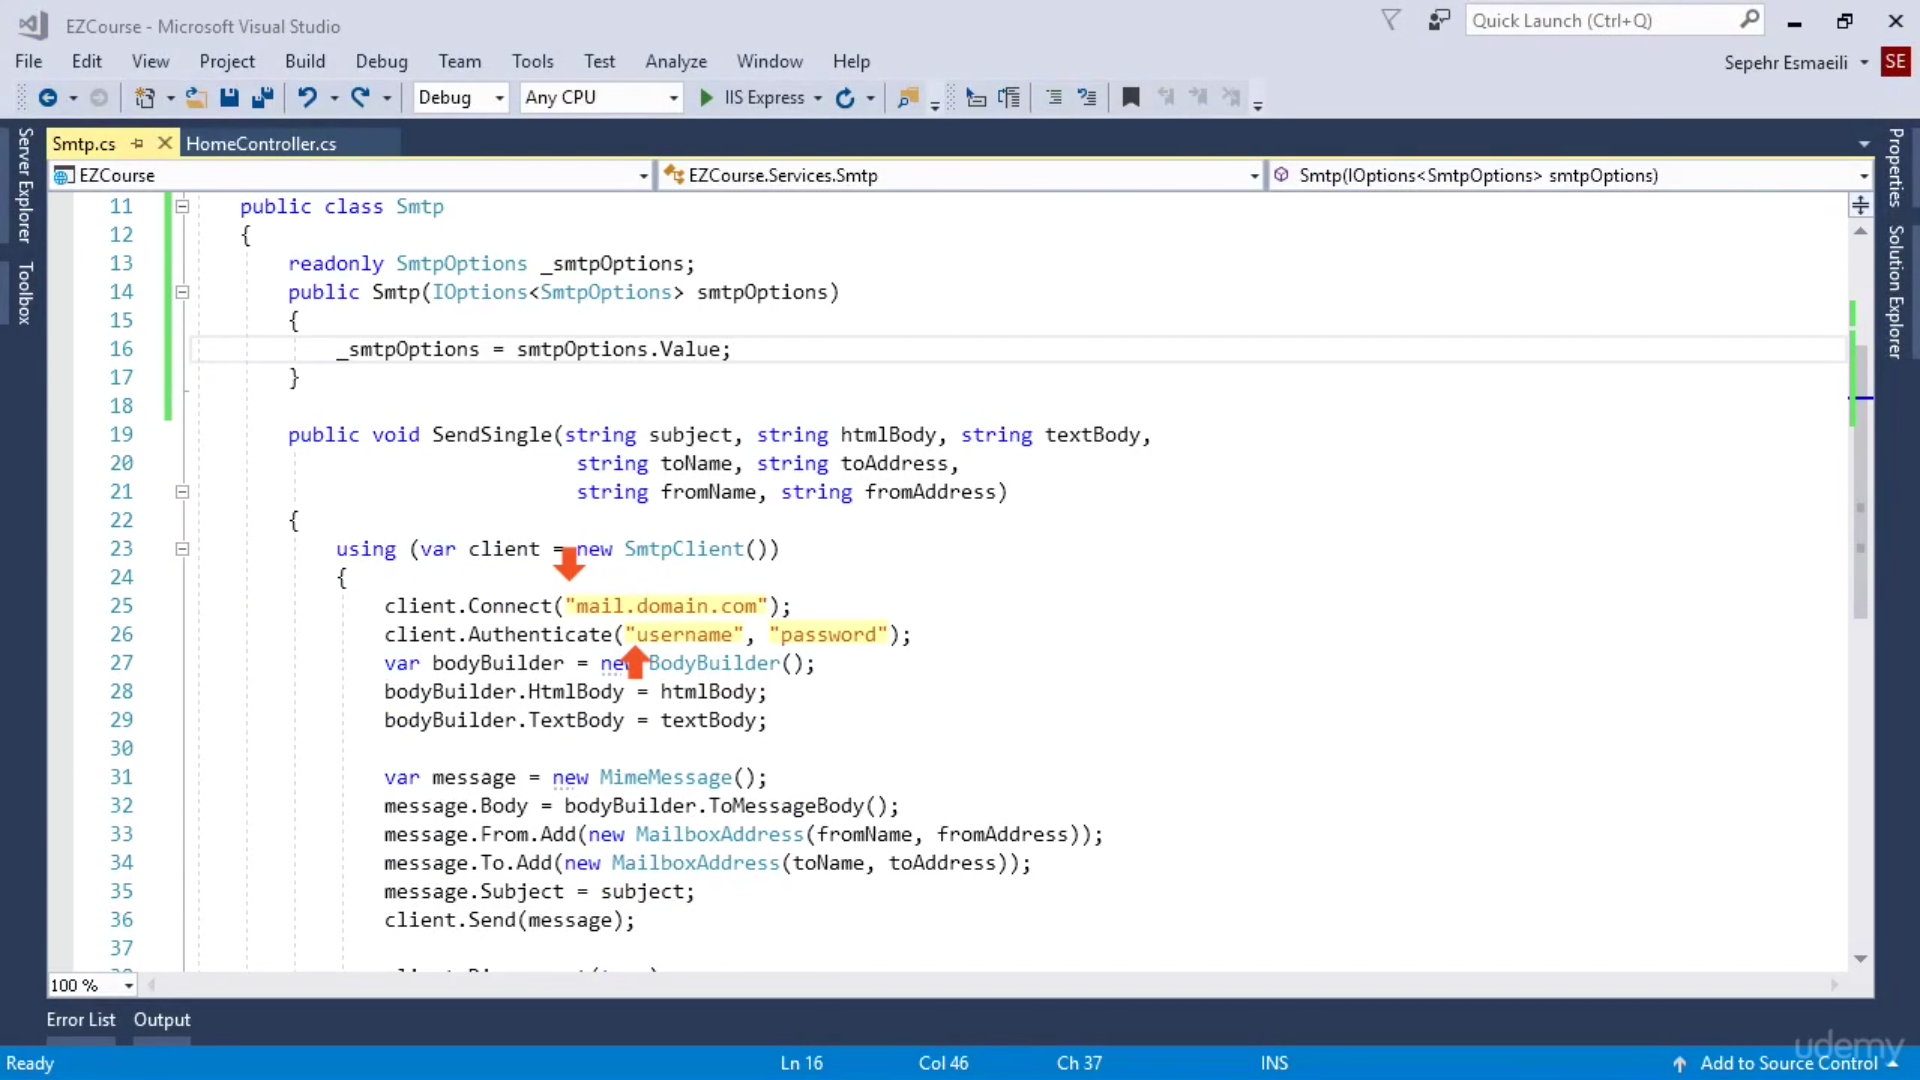 EZCourse - Microsoft Visual Studio
Quick Launch (Ctrl+Q)
File Edit View Project Build Debug Team Tools Test Analyze Window Help
Sepehr Esmaeili SE
Debug Any CPU IIS Express
Server Explorer
Toolbox
Properties
Solution Explorer
Smtp.cs HomeController.cs
EZCourse EZCourse.Services.Smtp Smtp(IOptions<SmtpOptions> smtpOptions)
11 public class Smtp
12 {
13 readonly SmtpOptions _smtpOptions;
14 public Smtp(IOptions<SmtpOptions> smtpOptions)
15 {
16 _smtpOptions = smtpOptions.Value;
17 }
18
19 public void SendSingle(string subject, string htmlBody, string textBody,
20 string toName, string toAddress,
21 string fromName, string fromAddress)
22 {
23 using (var client = new SmtpClient())
24 {
25 client.Connect("mail.domain.com");
26 client.Authenticate("username", "password");
27 var bodyBuilder = new BodyBuilder();
28 bodyBuilder.HtmlBody = htmlBody;
29 bodyBuilder.TextBody = textBody;
30
31 var message = new MimeMessage();
32 message.Body = bodyBuilder.ToMessageBody();
33 message.From.Add(new MailboxAddress(fromName, fromAddress));
34 message.To.Add(new MailboxAddress(toName, toAddress));
35 message.Subject = subject;
36 client.Send(message);
37
100 %
Error List Output
Ready Ln 16 Col 46 Ch 37 INS Add to Source Control
udemy